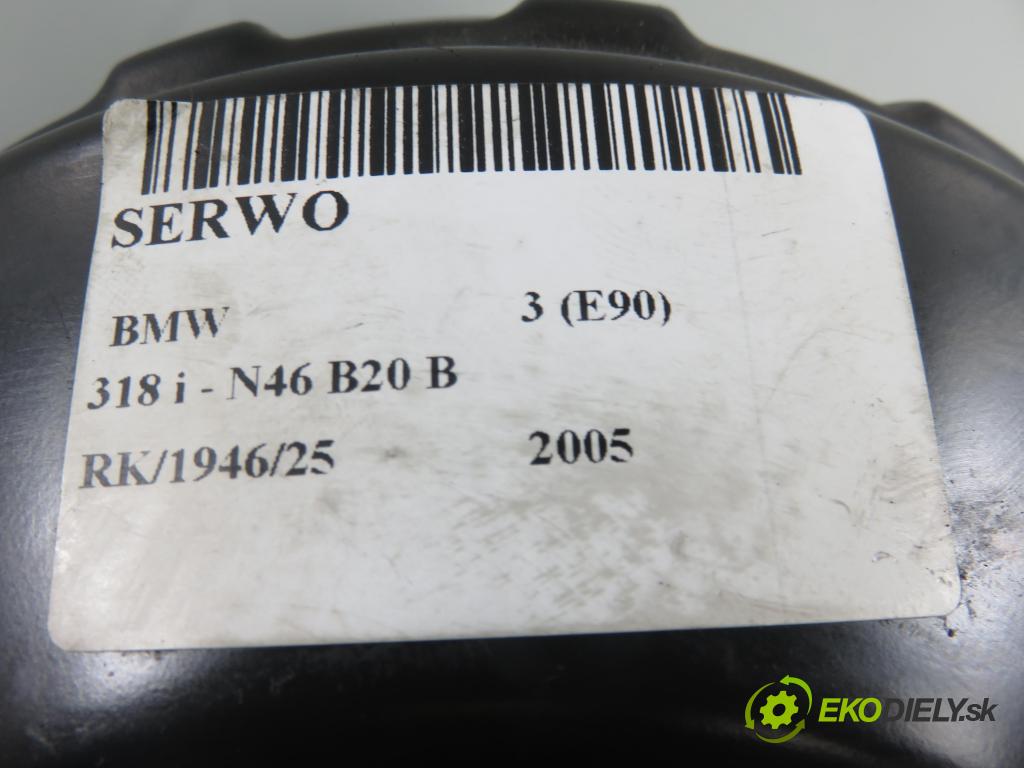 SERWO
BMW 3 (E90)
318 i - N46 B20 B
RK/1946/25 2005
EKODIELY.sk